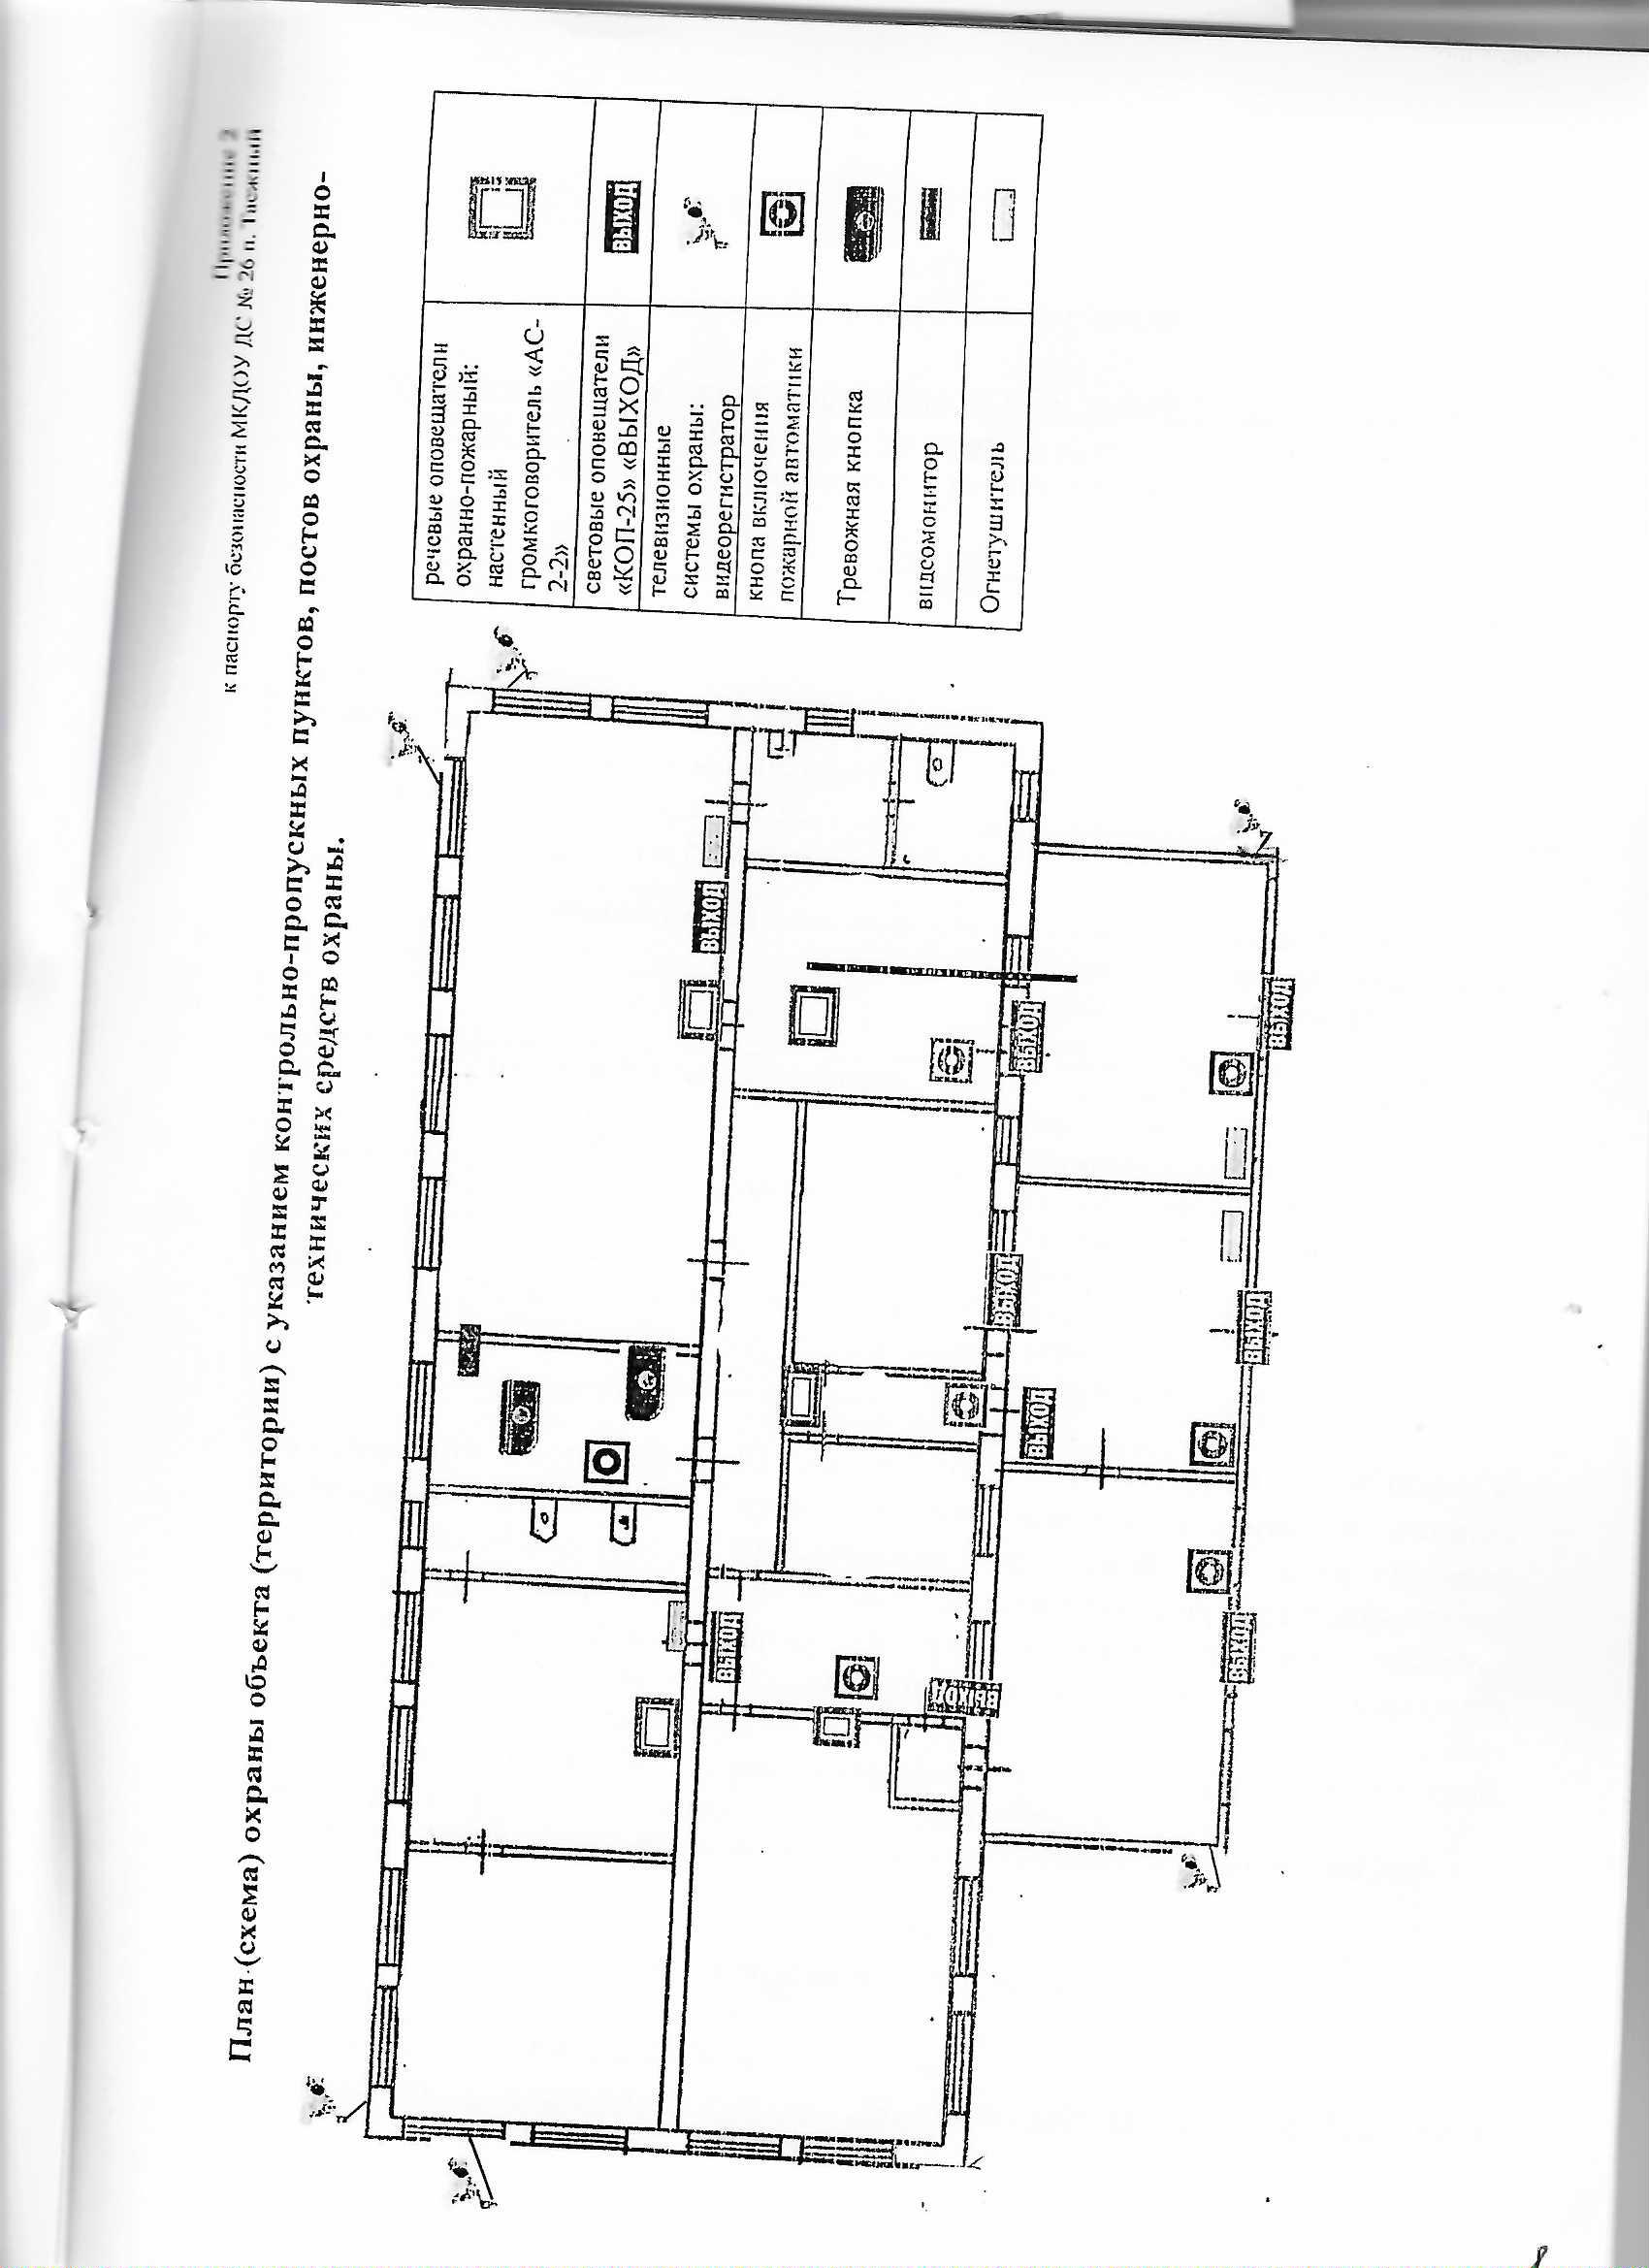 Приложение 2
к паспорту безопасности МКДОУ ДС № 26 п. Таежный
План (схема) охраны объекта (территории) с указанием контрольно-пропускных пунктов, постов охраны, инженерно-
технических средств охраны.
речевые оповещатели
охранно-пожарный:
настенный
громкоговоритель «АС-
2-2»
световые оповещатели
«КОП-25» «ВЫХОД»
ВЫХОД
телевизионные
системы охраны:
видеорегистратор
кнопа включения
пожарной автоматики
Тревожная кнопка
видеомонитор
Огнетушитель
ВЫХОД
ВЫХОД
ВЫХОД
ВЫХОД
ВЫХОД
ВЫХОД
ВЫХОД
ВЫХОД
ВЫХОД